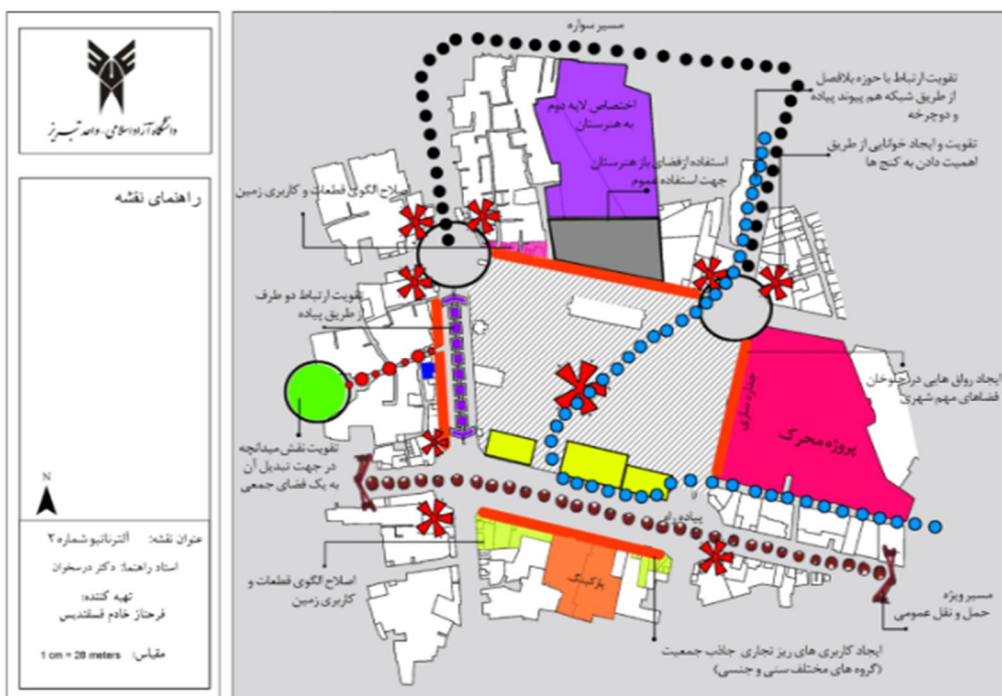 دانشگاه آزاد اسلامی - واحد تبریز
راهنمای نقشه
N
عنوان نقشه: آلترناتیو شماره ۲
استاد راهنما: دکتر درسخوان
تهیه کننده:
فرحناز خادم قسقندیس
مقیاس: 1 cm = 28 meters
مسیر سواره
تقویت ارتباط با حوزه بلافصل
از طریق شبکه هم پیوند پیاده
و دوچرخه
تقویت و ایجاد خوانایی از طریق
اهمیت دادن به کنج ها
اختصاص لایه دوم
به هنرستان
استفاده از فضای باز هنرستان
جهت استفاده عموم
اصلاح الگوی قطعات و کاربری زمین
تقویت ارتباط دو طرف
از طریق پیاده
ایجاد رواق هایی در جلوخان
فضاهای مهم شهری
جداره سازی
پروژه محرک
تقویت نقش میدانچه
در جهت تبدیل آن
به یک فضای جمعی
پیاده راه
اصلاح الگوی قطعات و
کاربری زمین
پارکینگ
مسیر ویژه
حمل و نقل عمومی
ایجاد کاربری های ریز تجاری جاذب جمعیت
(گروه های مختلف سنی و جنسی)